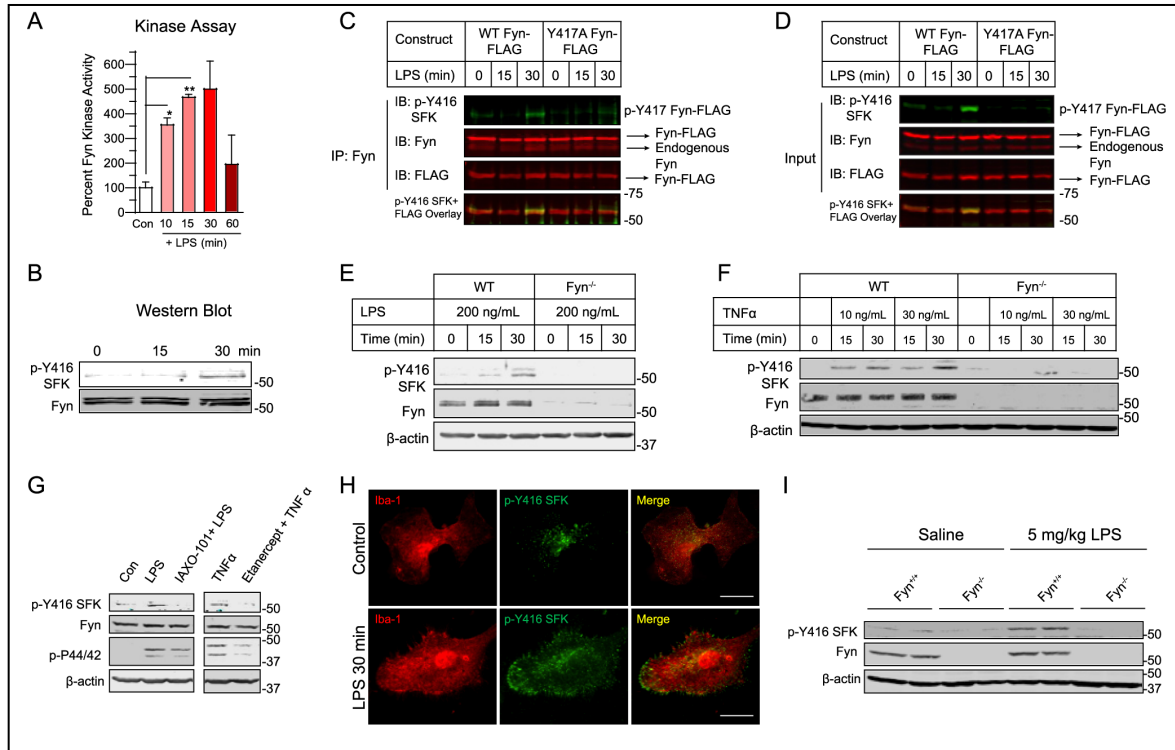 A
Kinase Assay
Percent Fyn Kinase Activity
600
500
400
300
200
100
0
*
**
Con 10 15 30 60
+ LPS (min)
B
Western Blot
0 15 30 min
p-Y416
SFK
-50
Fyn
-50
C
Construct
WT Fyn-
FLAG
Y417A Fyn-
FLAG
LPS (min) 0 15 30 0 15 30
IP: Fyn
IB: p-Y416
SFK
p-Y417 Fyn-FLAG
IB: Fyn
Fyn-FLAG
Endogenous
Fyn
IB: FLAG
Fyn-FLAG
-75
p-Y416 SFK+
FLAG Overlay
-50
D
Construct
WT Fyn-
FLAG
Y417A Fyn-
FLAG
LPS (min) 0 15 30 0 15 30
Input
IB: p-Y416
SFK
p-Y417 Fyn-FLAG
IB: Fyn
Fyn-FLAG
Endogenous
Fyn
IB: FLAG
Fyn-FLAG
-75
p-Y416 SFK+
FLAG Overlay
-50
E
WT Fyn-/-
LPS 200 ng/mL 200 ng/mL
Time (min) 0 15 30 0 15 30
p-Y416
SFK
-50
Fyn
-50
β-actin
-37
F
WT Fyn-/-
TNFα 10 ng/mL 30 ng/mL 10 ng/mL 30 ng/mL
Time (min) 0 15 30 15 30 0 15 30 15 30
p-Y416
SFK
-50
Fyn
-50
-50
β-actin
-37
G
Con
LPS
IAXO-101+ LPS
TNFα
Etanercept + TNF α
p-Y416 SFK
-50
Fyn
-50
-50
p-P44/42
-37
β-actin
-37
H
Control
Iba-1
p-Y416 SFK
Merge
LPS 30 min
Iba-1
p-Y416 SFK
Merge
I
Saline 5 mg/kg LPS
Fyn+/+ Fyn-/- Fyn+/+ Fyn-/-
p-Y416 SFK
-50
Fyn
-50
-50
β-actin
-37